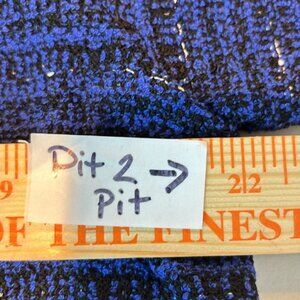 Pit 2 →
Pit
9 22
OF THE FINEST